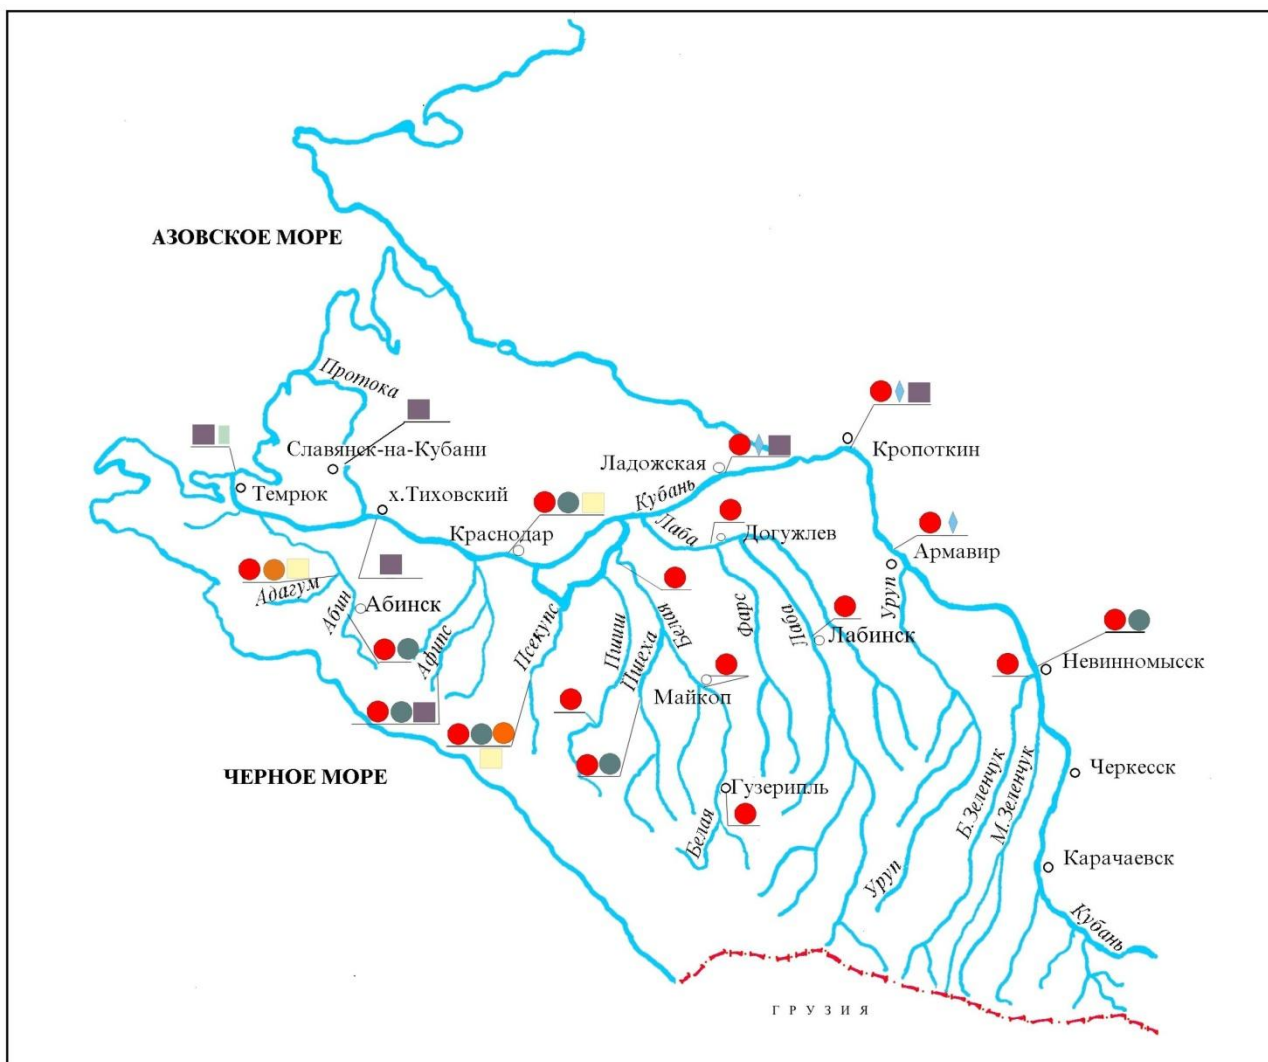 АЗОВСКОЕ МОРЕ
Протока
Славянск-на-Кубани
Темрюк
х.Тиховский
Краснодар
Ладожская
Кубань
Кропоткин
Лаба
Догужлев
Армавир
Уруп
Адагум
Абин
Абинск
Афипс
Псекупс
Пшиш
Пшеха
Белая
Фарс
Лаба
Лабинск
Невинномысск
Майкоп
ЧЕРНОЕ МОРЕ
Гузерипль
Белая
Уруп
Б.Зеленчук
М.Зеленчук
Черкесск
Карачаевск
Кубань
ГРУЗИЯ